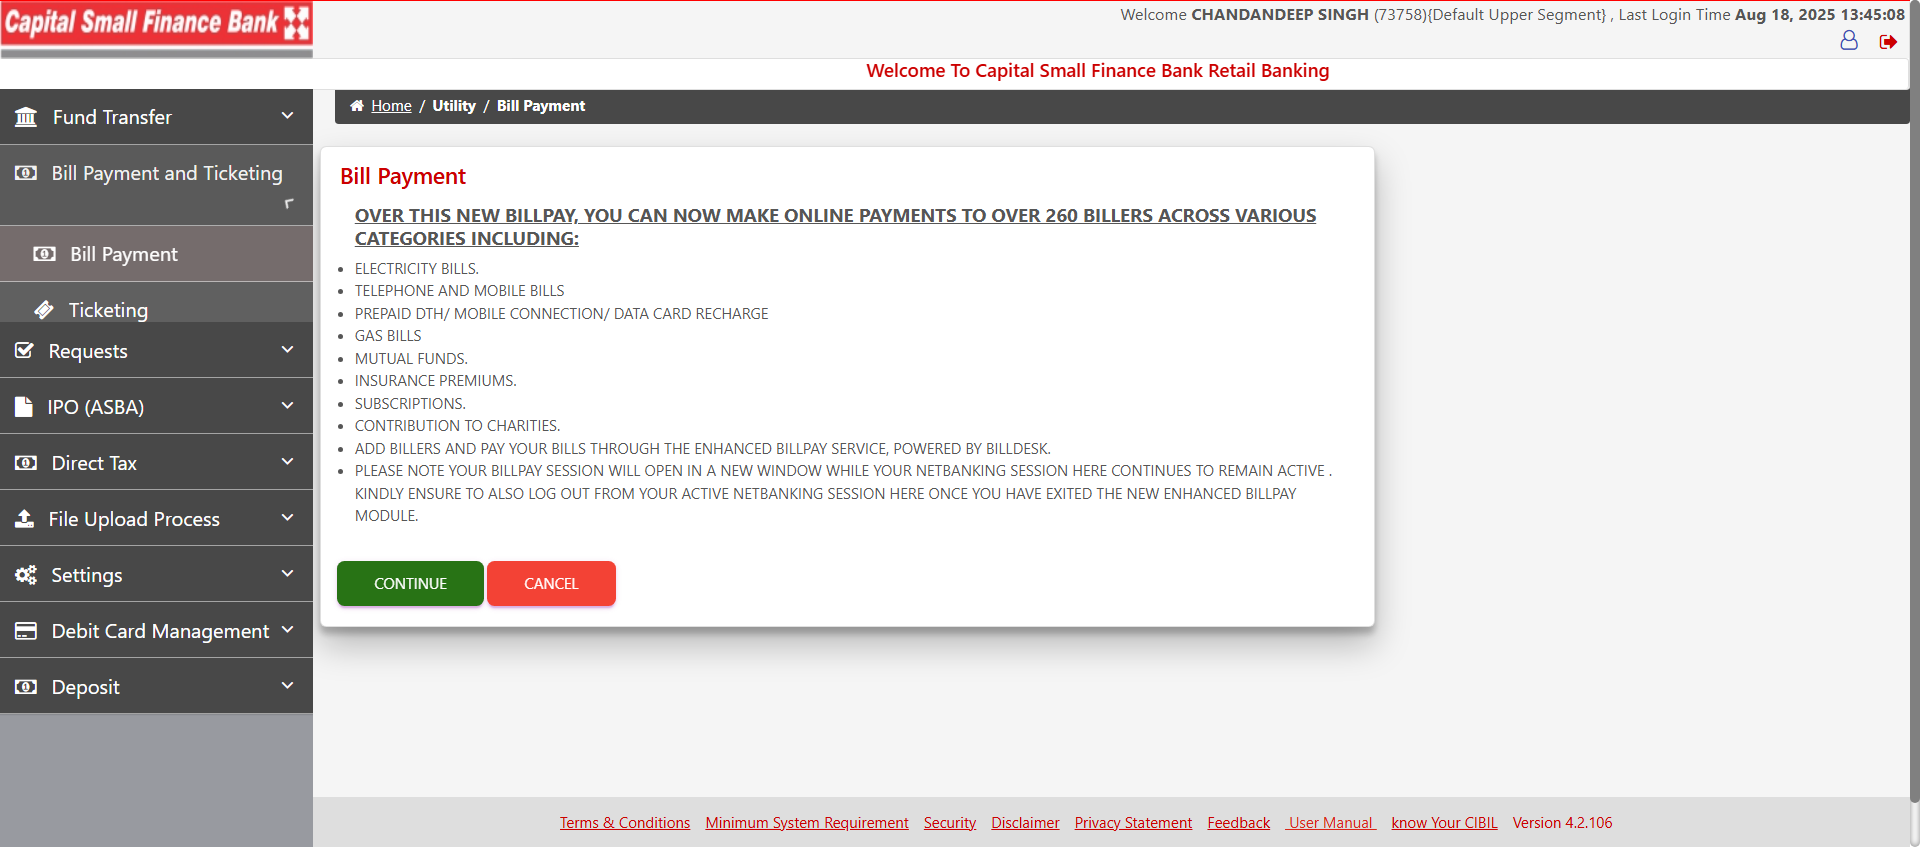 Capital Small Finance Bank
Welcome CHANDANDEEP SINGH (73758){Default Upper Segment} , Last Login Time Aug 18, 2025 13:45:08
Welcome To Capital Small Finance Bank Retail Banking
Home / Utility / Bill Payment
Fund Transfer
Bill Payment and Ticketing
Bill Payment
Ticketing
Requests
IPO (ASBA)
Direct Tax
File Upload Process
Settings
Debit Card Management
Deposit
Bill Payment
OVER THIS NEW BILLPAY, YOU CAN NOW MAKE ONLINE PAYMENTS TO OVER 260 BILLERS ACROSS VARIOUS
CATEGORIES INCLUDING:
• ELECTRICITY BILLS.
• TELEPHONE AND MOBILE BILLS
• PREPAID DTH/ MOBILE CONNECTION/ DATA CARD RECHARGE
• GAS BILLS
• MUTUAL FUNDS.
• INSURANCE PREMIUMS.
• SUBSCRIPTIONS.
• CONTRIBUTION TO CHARITIES.
• ADD BILLERS AND PAY YOUR BILLS THROUGH THE ENHANCED BILLPAY SERVICE, POWERED BY BILLDESK.
• PLEASE NOTE YOUR BILLPAY SESSION WILL OPEN IN A NEW WINDOW WHILE YOUR NETBANKING SESSION HERE CONTINUES TO REMAIN ACTIVE .
KINDLY ENSURE TO ALSO LOG OUT FROM YOUR ACTIVE NETBANKING SESSION HERE ONCE YOU HAVE EXITED THE NEW ENHANCED BILLPAY
MODULE.
CONTINUE CANCEL
Terms & Conditions Minimum System Requirement Security Disclaimer Privacy Statement Feedback User Manual know Your CIBIL Version 4.2.106